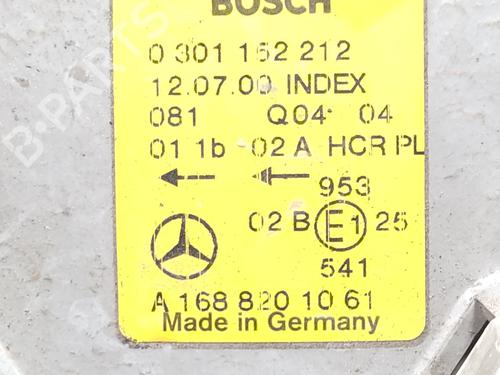 BOSCH
0 301 152 212
12.07.00 INDEX
081 Q04 04
01 1b 02 A HCR PL
953
02 B E1 25
541
A 168 820 10 61
Made in Germany
B-PARTS